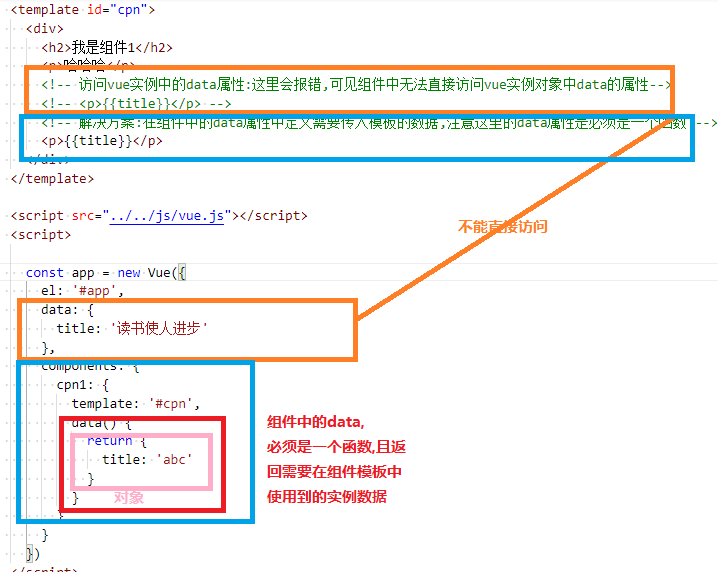 <template id="cpn">
<div>
<h2>我是组件1</h2>
<p>哈哈哈</p>
<!-- 访问vue实例中的data属性:这里会报错,可见组件中无法直接访问vue实例对象中data的属性-->
<!-- <p>{{title}}</p> -->
<!-- 解决方案:在组件中的data属性中定义需要传入模板的数据,注意这里的data属性是必须是一个函数 -->
<p>{{title}}</p>
</div>
</template>
<script src="../../js/vue.js"></script>
<script>
不能直接访问
const app = new Vue({
el: '#app',
data: {
title: '读书使人进步'
},
components: {
cpn1: {
template: '#cpn',
data() {
return {
title: 'abc'
}
对象
}
}
}
})
</script>
组件中的data,
必须是一个函数,且返
回需要在组件模板中
使用到的实例数据